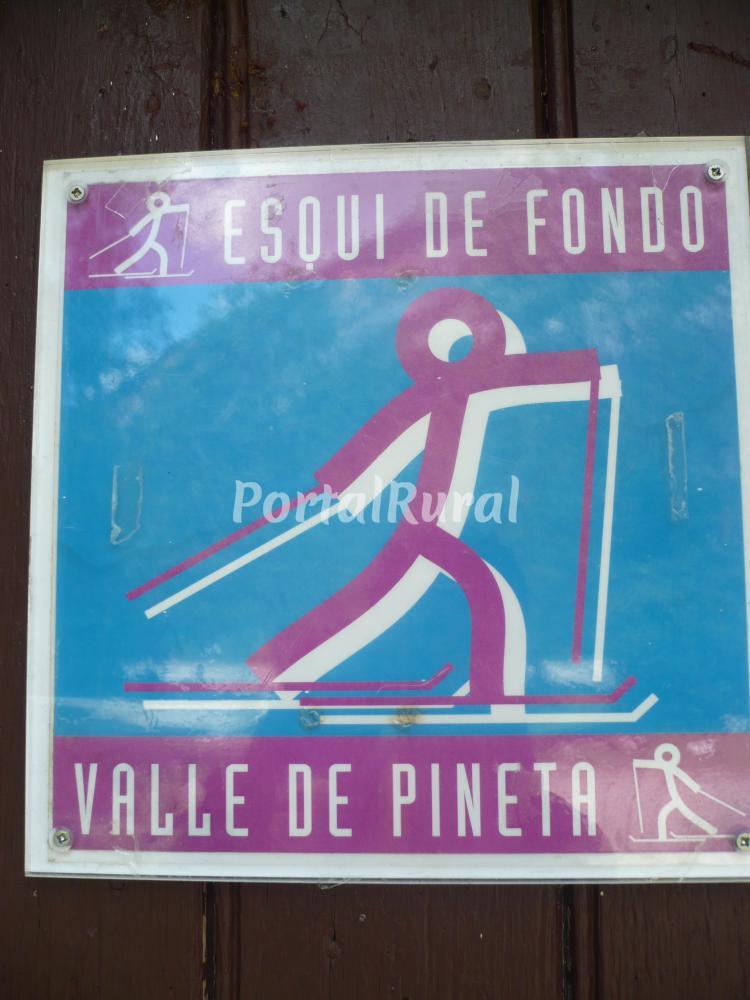 ESQUI DE FONDO
PortalRural
VALLE DE PINETA